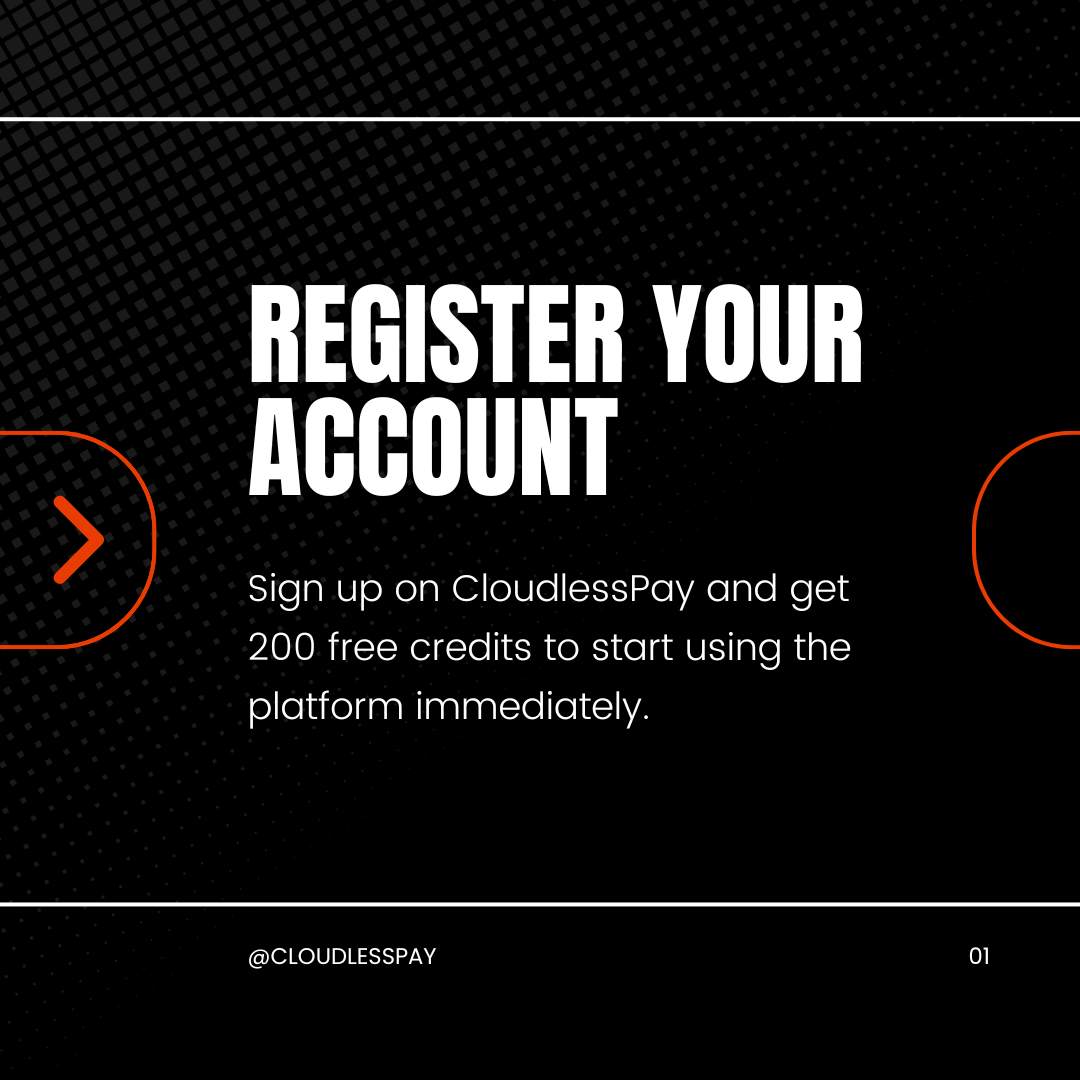 REGISTER YOUR
ACCOUNT
Sign up on CloudlessPay and get
200 free credits to start using the
platform immediately.
@CLOUDLESSPAY
01